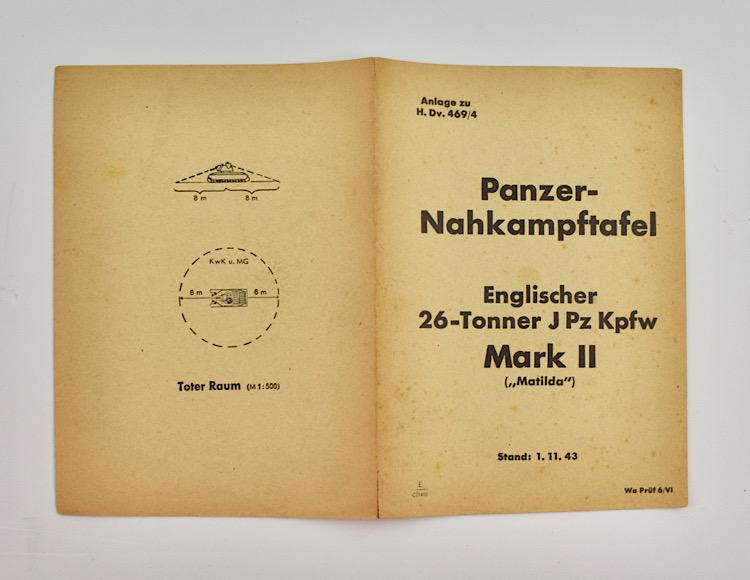 8 m 8 m
KwK u. MG
8 m 8 m
Toter Raum (M 1:500)
Anlage zu
H. Dv. 469/4
Panzer-
Nahkampftafel
Englischer
26-Tonner J Pz Kpfw
Mark II
(„Matilda“)
Stand: 1. 11. 43
E
Wa Prüf 6/VI